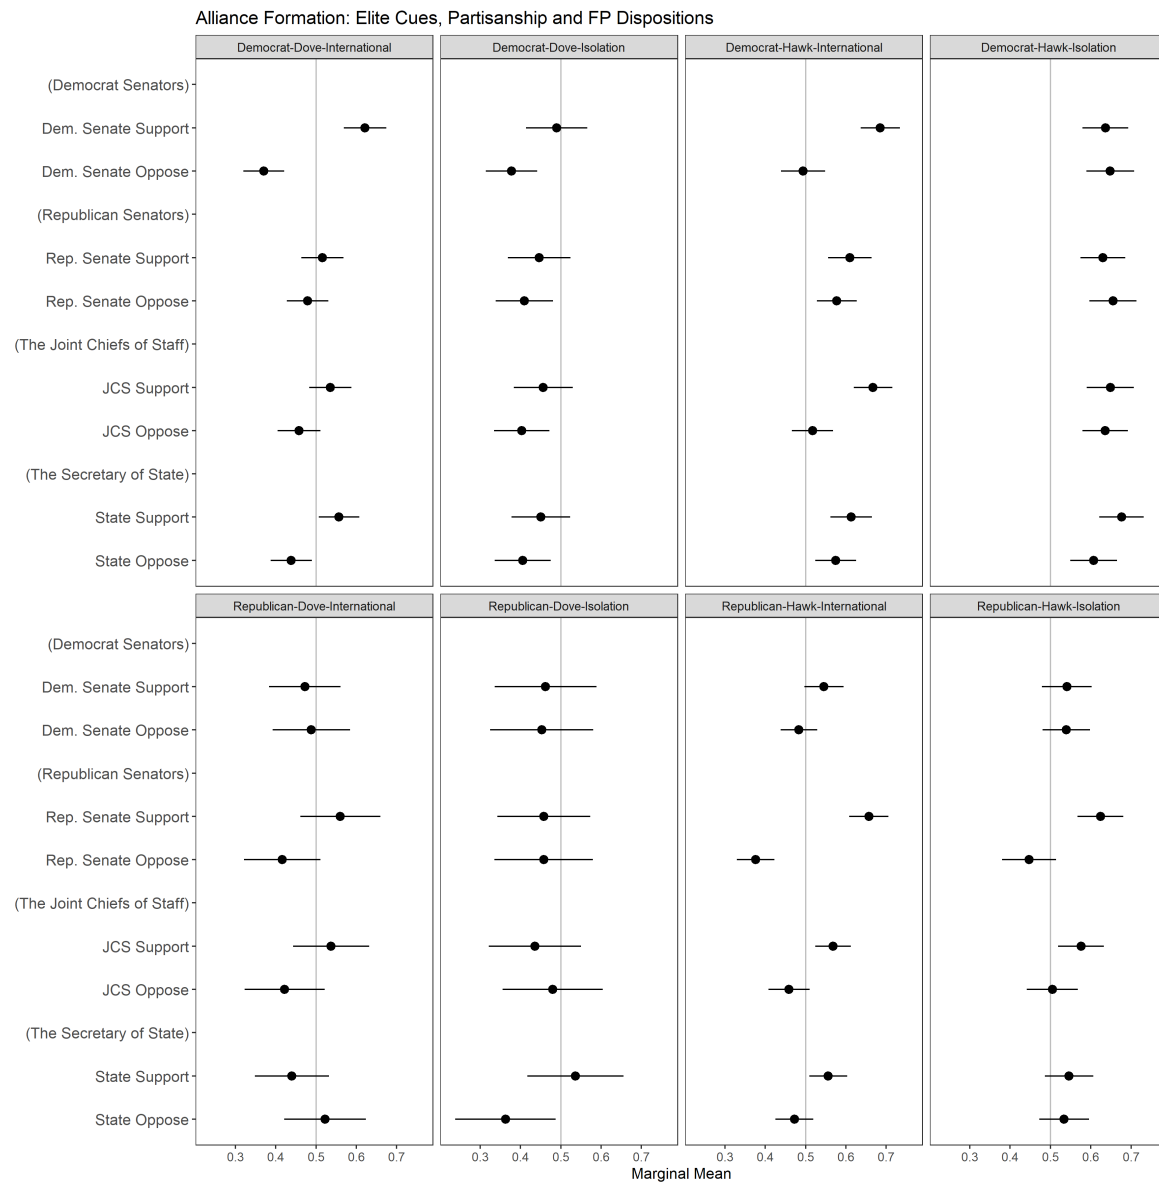 Alliance Formation: Elite Cues, Partisanship and FP Dispositions
Democrat-Dove-International
Democrat-Dove-Isolation
Democrat-Hawk-International
Democrat-Hawk-Isolation
(Democrat Senators)
Dem. Senate Support
Dem. Senate Oppose
(Republican Senators)
Rep. Senate Support
Rep. Senate Oppose
(The Joint Chiefs of Staff)
JCS Support
JCS Oppose
(The Secretary of State)
State Support
State Oppose
Republican-Dove-International
Republican-Dove-Isolation
Republican-Hawk-International
Republican-Hawk-Isolation
(Democrat Senators)
Dem. Senate Support
Dem. Senate Oppose
(Republican Senators)
Rep. Senate Support
Rep. Senate Oppose
(The Joint Chiefs of Staff)
JCS Support
JCS Oppose
(The Secretary of State)
State Support
State Oppose
0.3 0.5 0.6 0.7 0.3 0.4 0.5 0.6 0.7 0.3 0.4 0.5 0.6 0.7 0.3 0.4 0.5 0.6 0.7
Marginal Mean